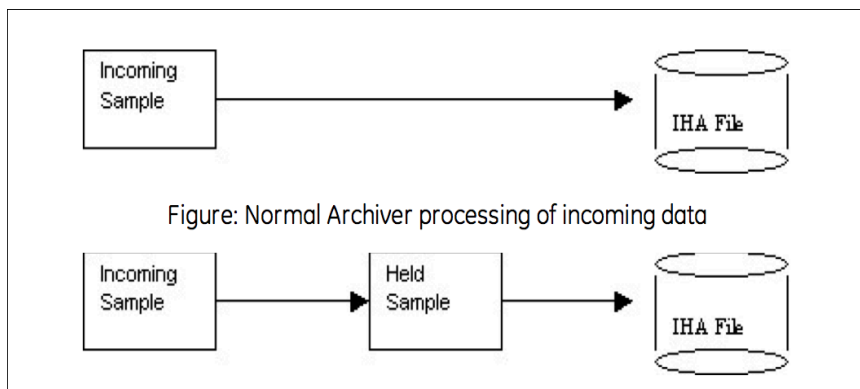 Incoming
Sample
IHA File
Figure: Normal Archiver processing of incoming data
Incoming
Sample
Held
Sample
IHA File